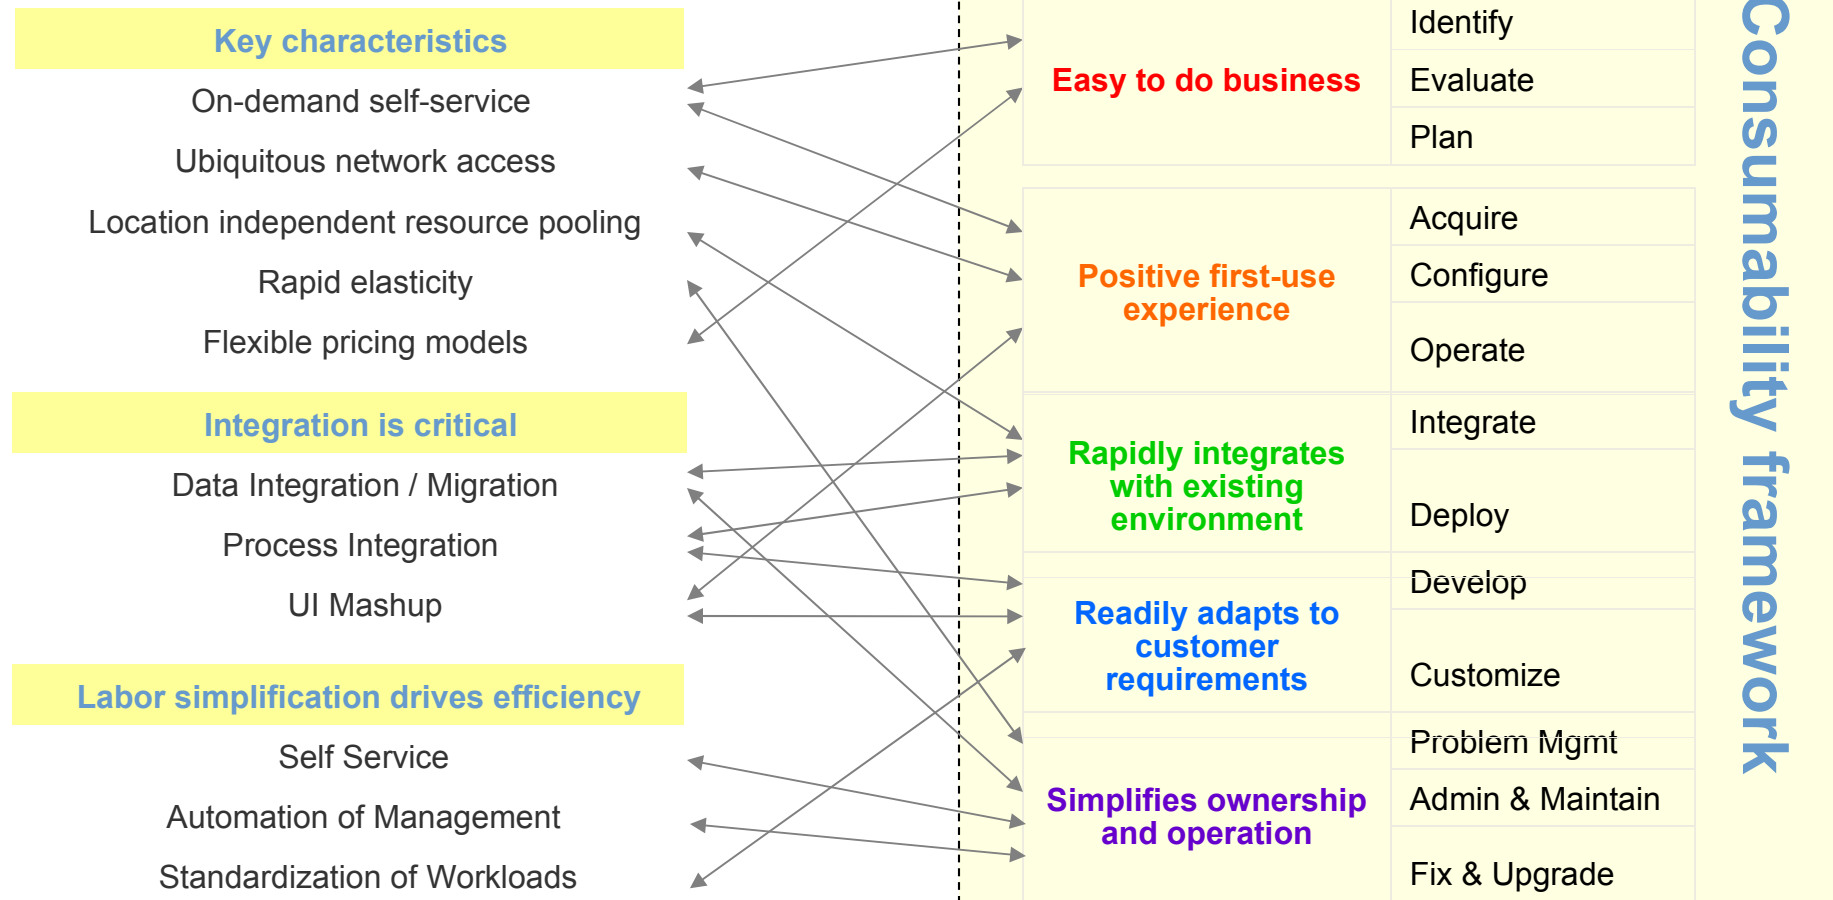 Key characteristics
On-demand self-service
Ubiquitous network access
Location independent resource pooling
Rapid elasticity
Flexible pricing models
Integration is critical
Data Integration / Migration
Process Integration
UI Mashup
Labor simplification drives efficiency
Self Service
Automation of Management
Standardization of Workloads
Easy to do business
Identify
Evaluate
Plan
Positive first-use
experience
Acquire
Configure
Operate
Rapidly integrates
with existing
environment
Integrate
Deploy
Readily adapts to
customer
requirements
Develop
Customize
Simplifies ownership
and operation
Problem Mgmt
Admin & Maintain
Fix & Upgrade
Consumability framework